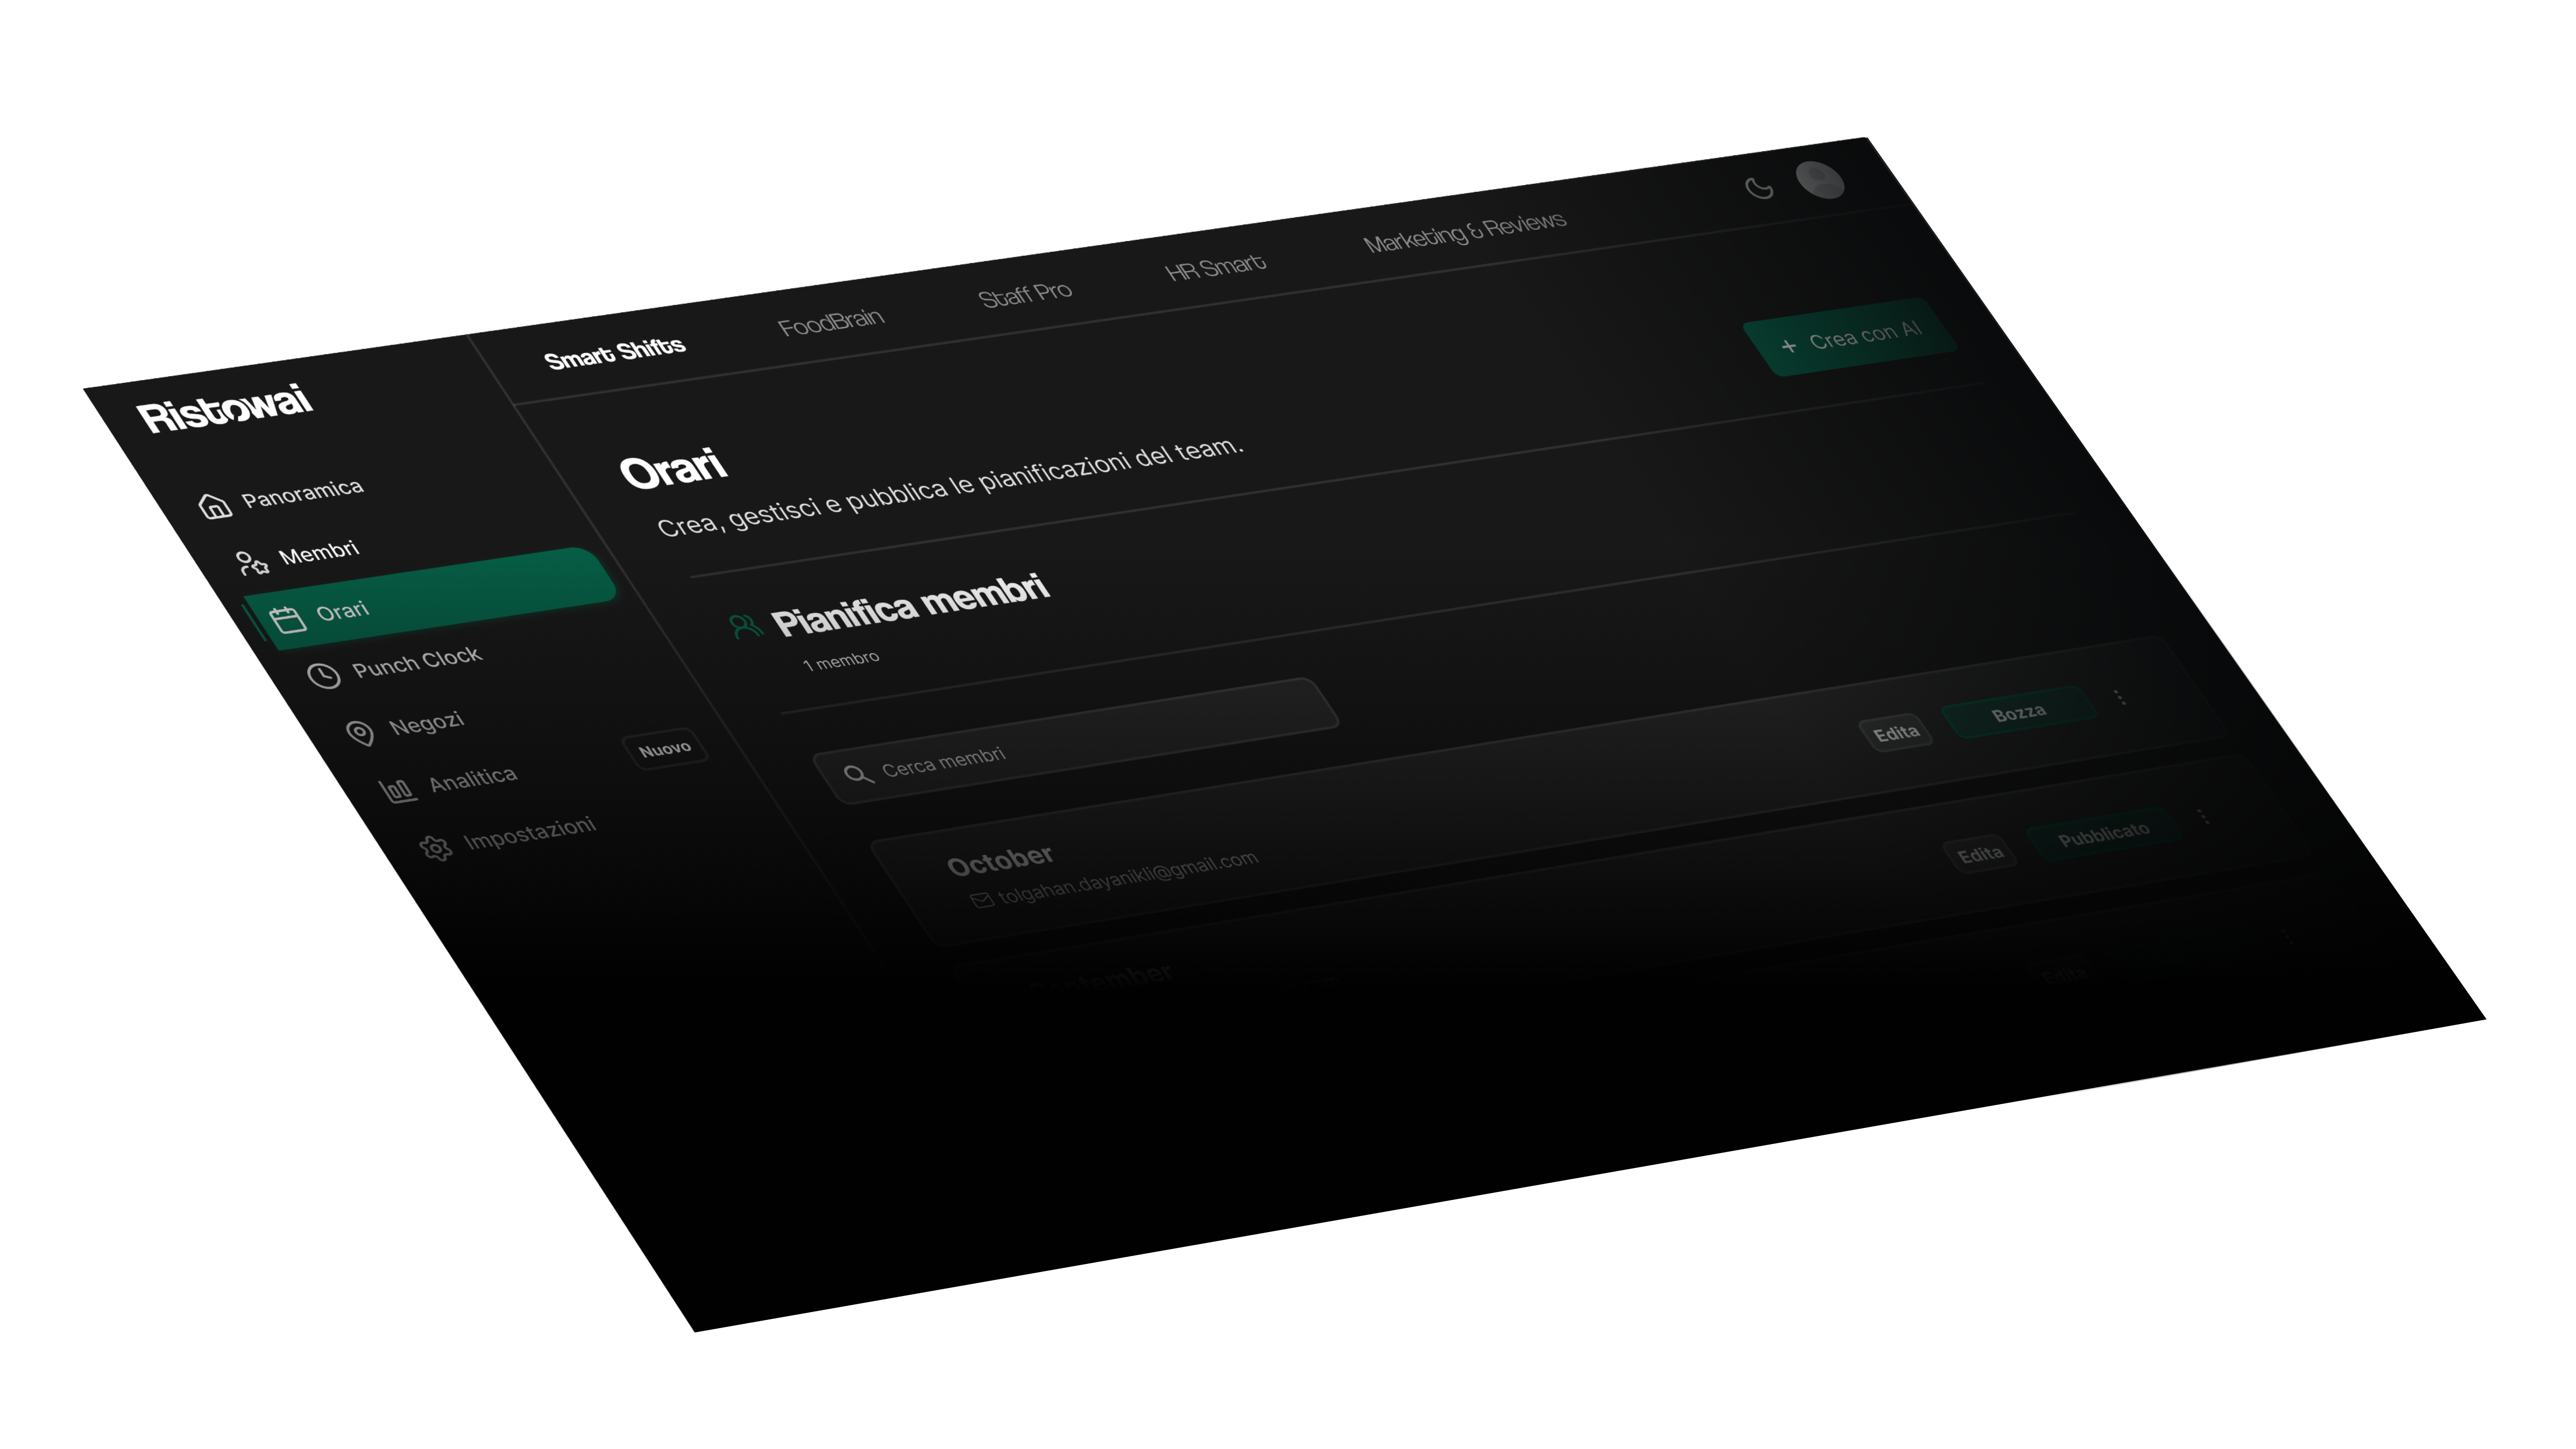 Ristowai
Panoramica
Membri
Orari
Punch Clock
Negozi
Analitica
Nuovo
Impostazioni
Smart Shifts
FoodBrain
Staff Pro
HR Smart
Marketing & Reviews
Orari
Crea, gestisci e pubblica le pianificazioni del team.
+ Crea con AI
Pianifica membri
1 membro
Cerca membri
October
tolgahan.dayanikli@gmail.com
Edita
Bozza
September
Edita
Pubblicato
Edita